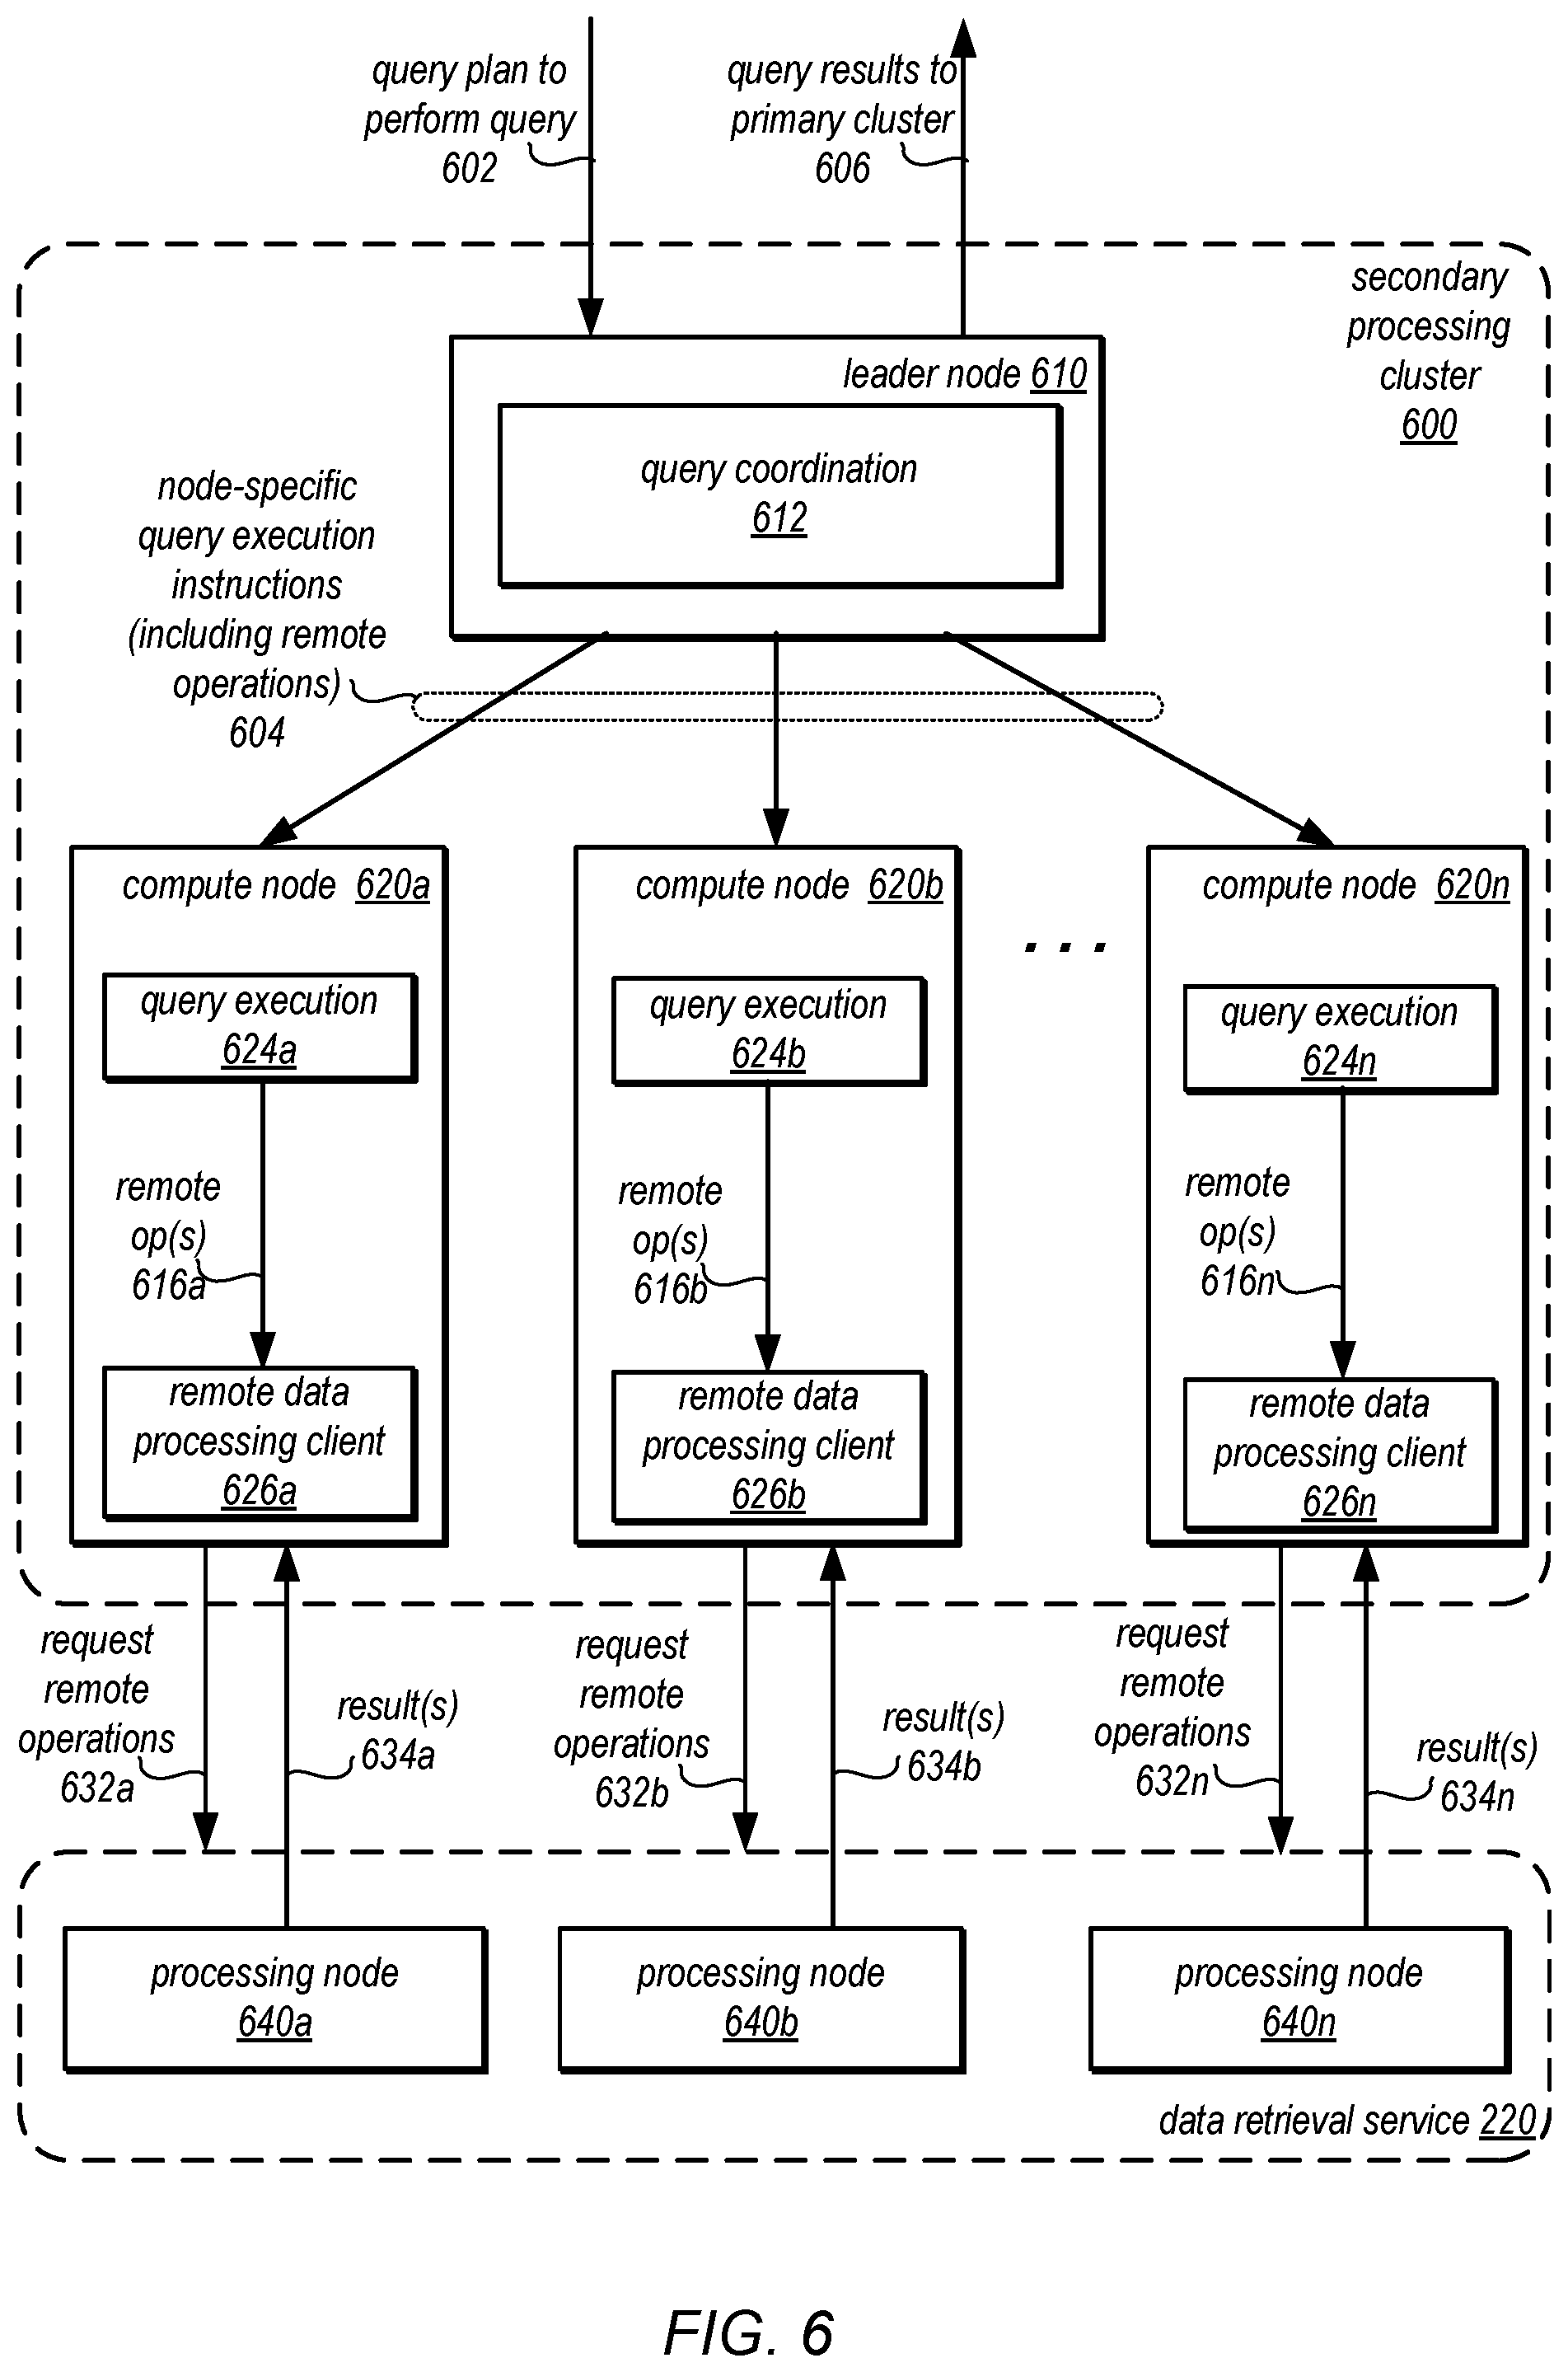 query plan to
perform query
602
query results to
primary cluster
606
secondary
processing
cluster
600
leader node 610
query coordination
612
node-specific
query execution
instructions
(including remote
operations)
604
compute node 620a
query execution
624a
remote
op(s)
616a
remote data
processing client
626a
compute node 620b
query execution
624b
remote
op(s)
616b
remote data
processing client
626b
. . .
compute node 620n
query execution
624n
remote
op(s)
616n
remote data
processing client
626n
request
remote
operations
632a
result(s)
634a
request
remote
operations
632b
result(s)
634b
request
remote
operations
632n
result(s)
634n
processing node
640a
processing node
640b
processing node
640n
data retrieval service 220
FIG. 6